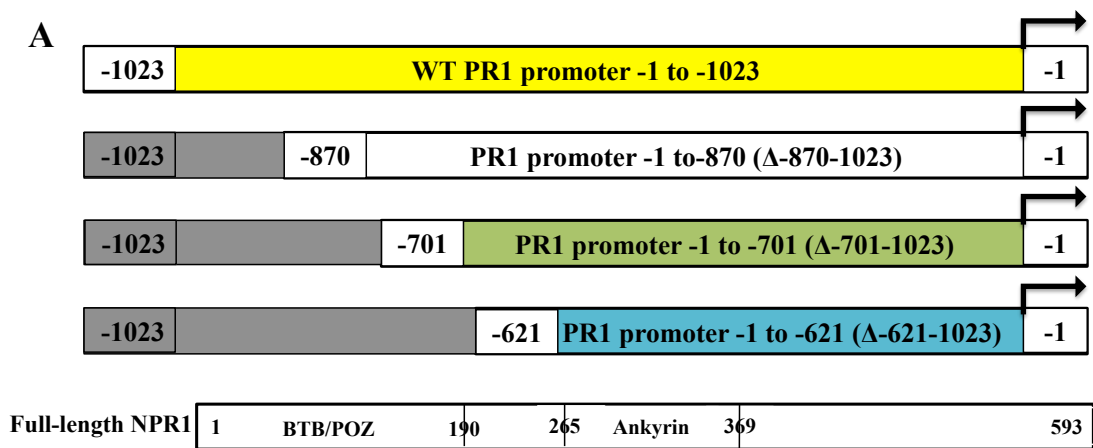 A
-1023 WT PR1 promoter -1 to -1023 -1
-1023 -870 PR1 promoter -1 to-870 (Δ-870-1023) -1
-1023 -701 PR1 promoter -1 to -701 (Δ-701-1023) -1
-1023 -621 PR1 promoter -1 to -621 (Δ-621-1023) -1
Full-length NPR1 1 BTB/POZ 190 265 Ankyrin 369 593